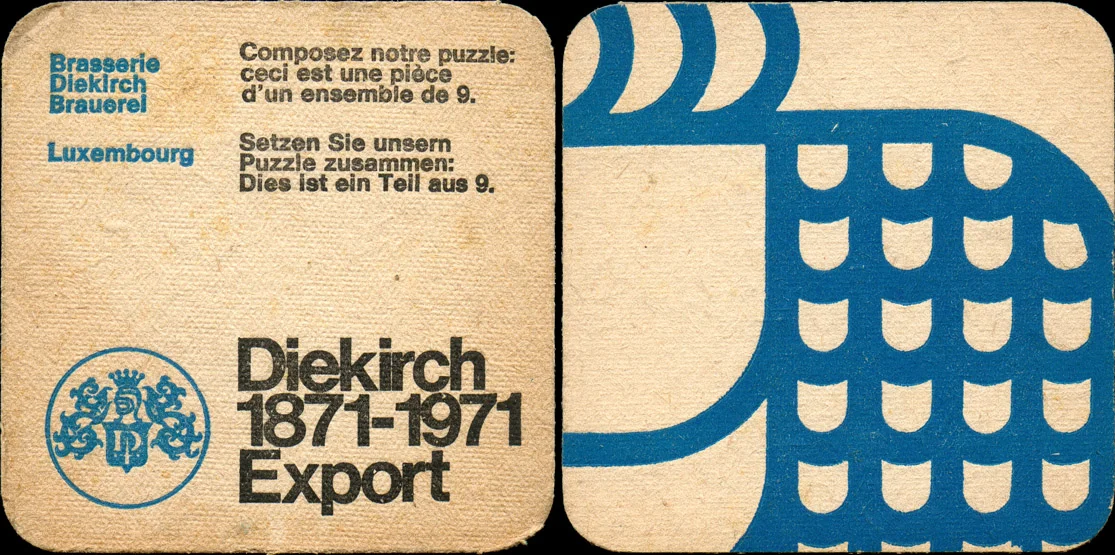 Brasserie
Diekirch
Brauerei
Luxembourg
Composez notre puzzle:
ceci est une pièce
d'un ensemble de 9.
Setzen Sie unsern
Puzzle zusammen:
Dies ist ein Teil aus 9.
Diekirch
1871-1971
Export